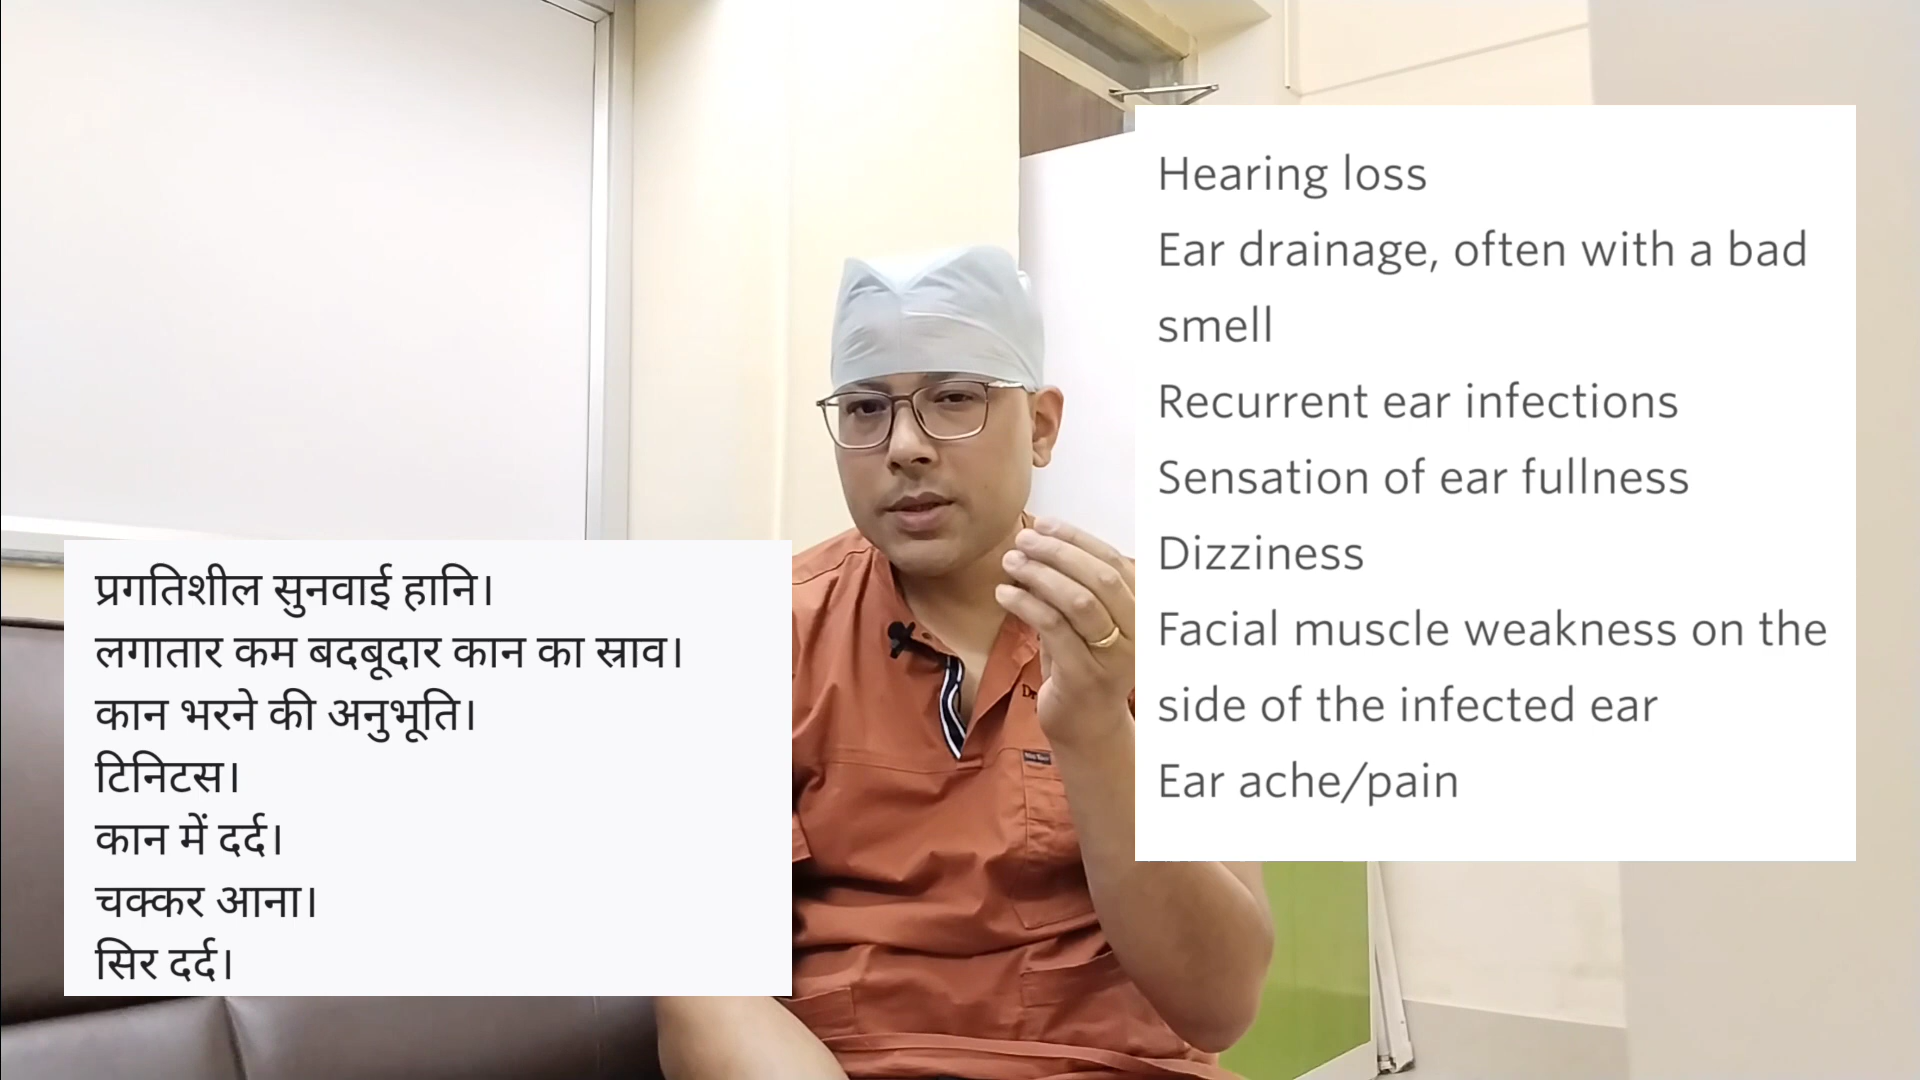 Hearing loss
Ear drainage, often with a bad
smell
Recurrent ear infections
Sensation of ear fullness
Dizziness
Facial muscle weakness on the
side of the infected ear
Ear ache/pain
प्रगतिशील सुनवाई हानि।
लगातार कम बदबूदार कान का स्राव।
कान भरने की अनुभूति।
टिनिटस।
कान में दर्द।
चक्कर आना।
सिर दर्द।
Dr